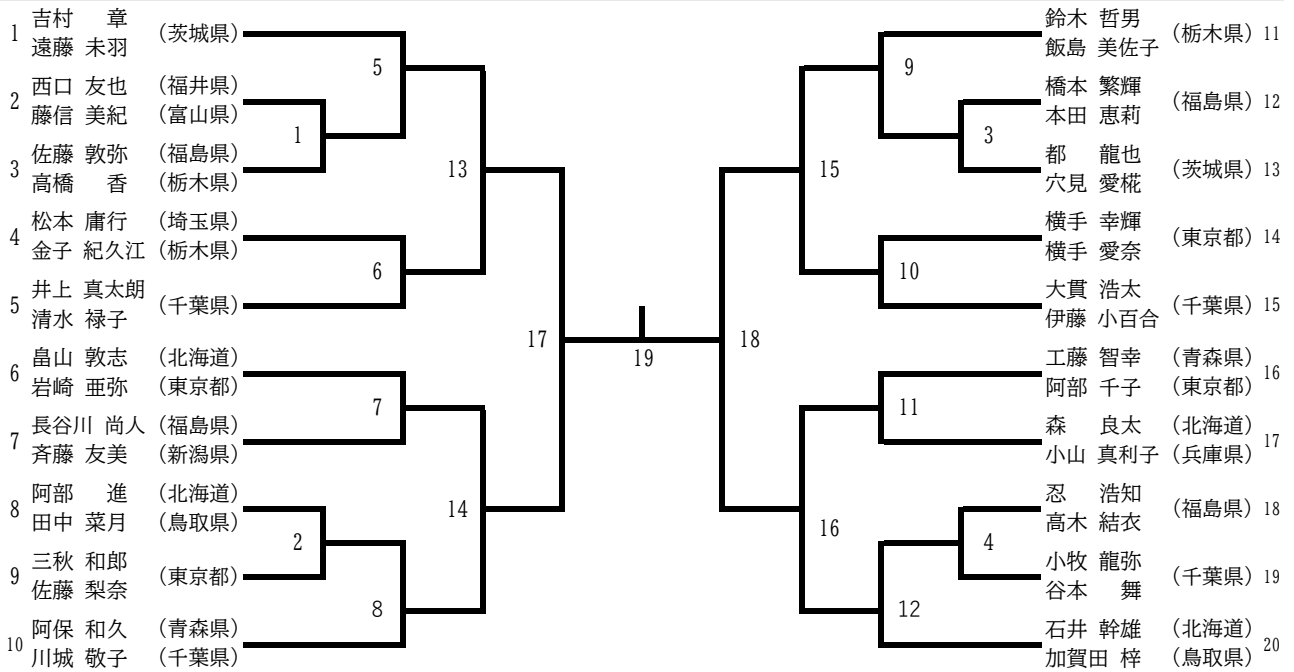 1 吉村 章 (茨城県)
遠藤 未羽
2 西口 友也 (福井県)
藤信 美紀 (富山県)
3 佐藤 敦弥 (福島県)
高橋 香 (栃木県)
4 松本 庸行 (埼玉県)
金子 紀久江 (栃木県)
5 井上 真太朗 (千葉県)
清水 禄子
6 畠山 敦志 (北海道)
岩崎 亜弥 (東京都)
7 長谷川 尚人 (福島県)
斉藤 友美 (新潟県)
8 阿部 進 (北海道)
田中 菜月 (鳥取県)
9 三秋 和郎 (東京都)
佐藤 梨奈
10 阿保 和久 (青森県)
川城 敬子 (千葉県)
5
1
13
6
17
7
14
2
8
19
9
3
15
10
18
11
16
4
12
鈴木 哲男 (栃木県) 11
飯島 美佐子
橋本 繁輝 (福島県) 12
本田 恵莉
都 龍也 (茨城県) 13
穴見 愛椛
横手 幸輝 (東京都) 14
横手 愛奈
大貫 浩太 (千葉県) 15
伊藤 小百合
工藤 智幸 (青森県) 16
阿部 千子 (東京都)
森 良太 (北海道) 17
小山 真利子 (兵庫県)
忍 浩知 (福島県) 18
高木 結衣
小牧 龍弥 (千葉県) 19
谷本 舞
石井 幹雄 (北海道) 20
加賀田 梓 (鳥取県)